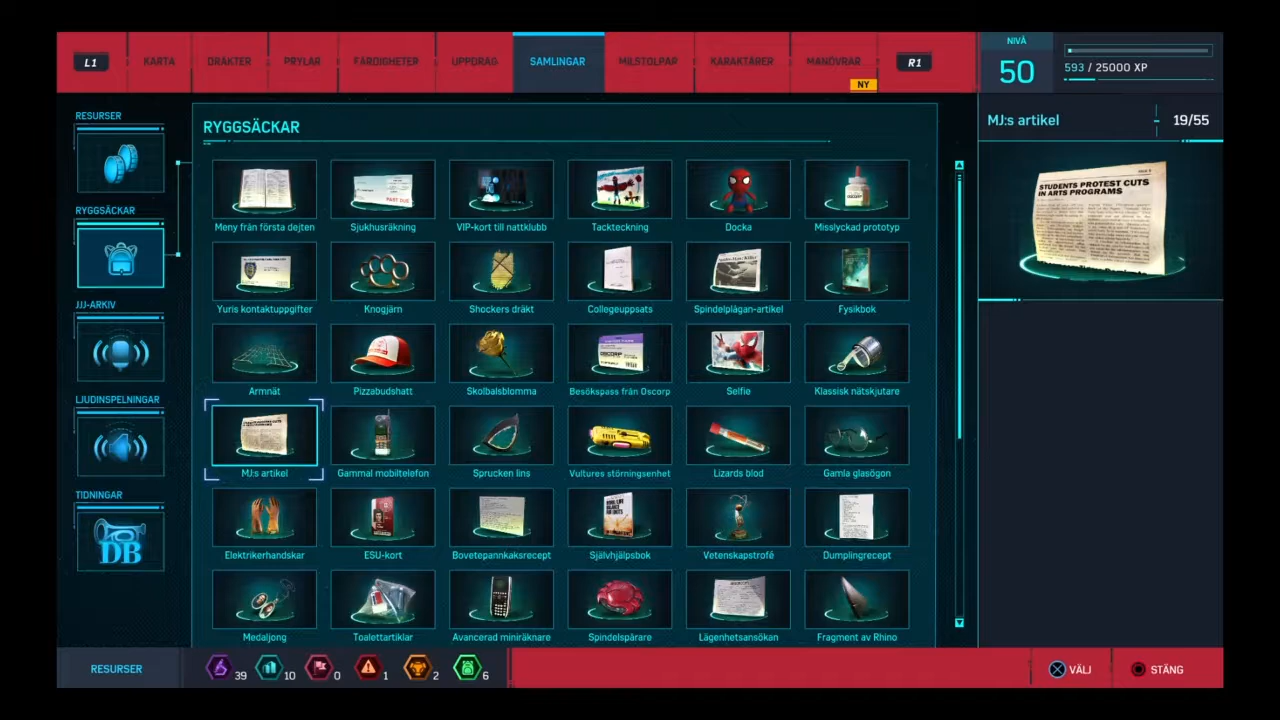 L1
KARTA
DRÄKTER
PRYLAR
FÄRDIGHETER
UPPDRAG
SAMLINGAR
MILSTOLPAR
KARAKTÄRER
MANÖVRAR
NY
R1
NIVÅ
50
593 / 25000 XP
RESURSER
RYGGSÄCKAR
JJJ-ARKIV
LJUDINSPELNINGAR
TIDNINGAR
DB
RYGGSÄCKAR
Meny från första dejten
Sjukhusräkning
VIP-kort till nattklubb
Tackteckning
Docka
Misslyckad prototyp
Yuris kontaktuppgifter
Knogjärn
Shockers dräkt
Collegeuppsats
Spindelplågan-artikel
Fysikbok
Armnät
Pizzabudshatt
Skolbalsblomma
Besökspass från Oscorp
Selfie
Klassisk nätskjutare
MJ:s artikel
Gammal mobiltelefon
Sprucken lins
Vultures störningsenhet
Lizards blod
Gamla glasögon
Elektrikerhandskar
ESU-kort
Bovetepannkaksrecept
Självhjälpsbok
Vetenskapstrofé
Dumplingrecept
Medaljong
Toalettartiklar
Avancerad miniräknare
Spindelspårare
Lägenhetsansökan
Fragment av Rhino
MJ:s artikel
19/55
STUDENTS PROTEST CUTS
IN ARTS PROGRAMS
RESURSER
39
10
0
1
2
6
VÄLJ
STÄNG